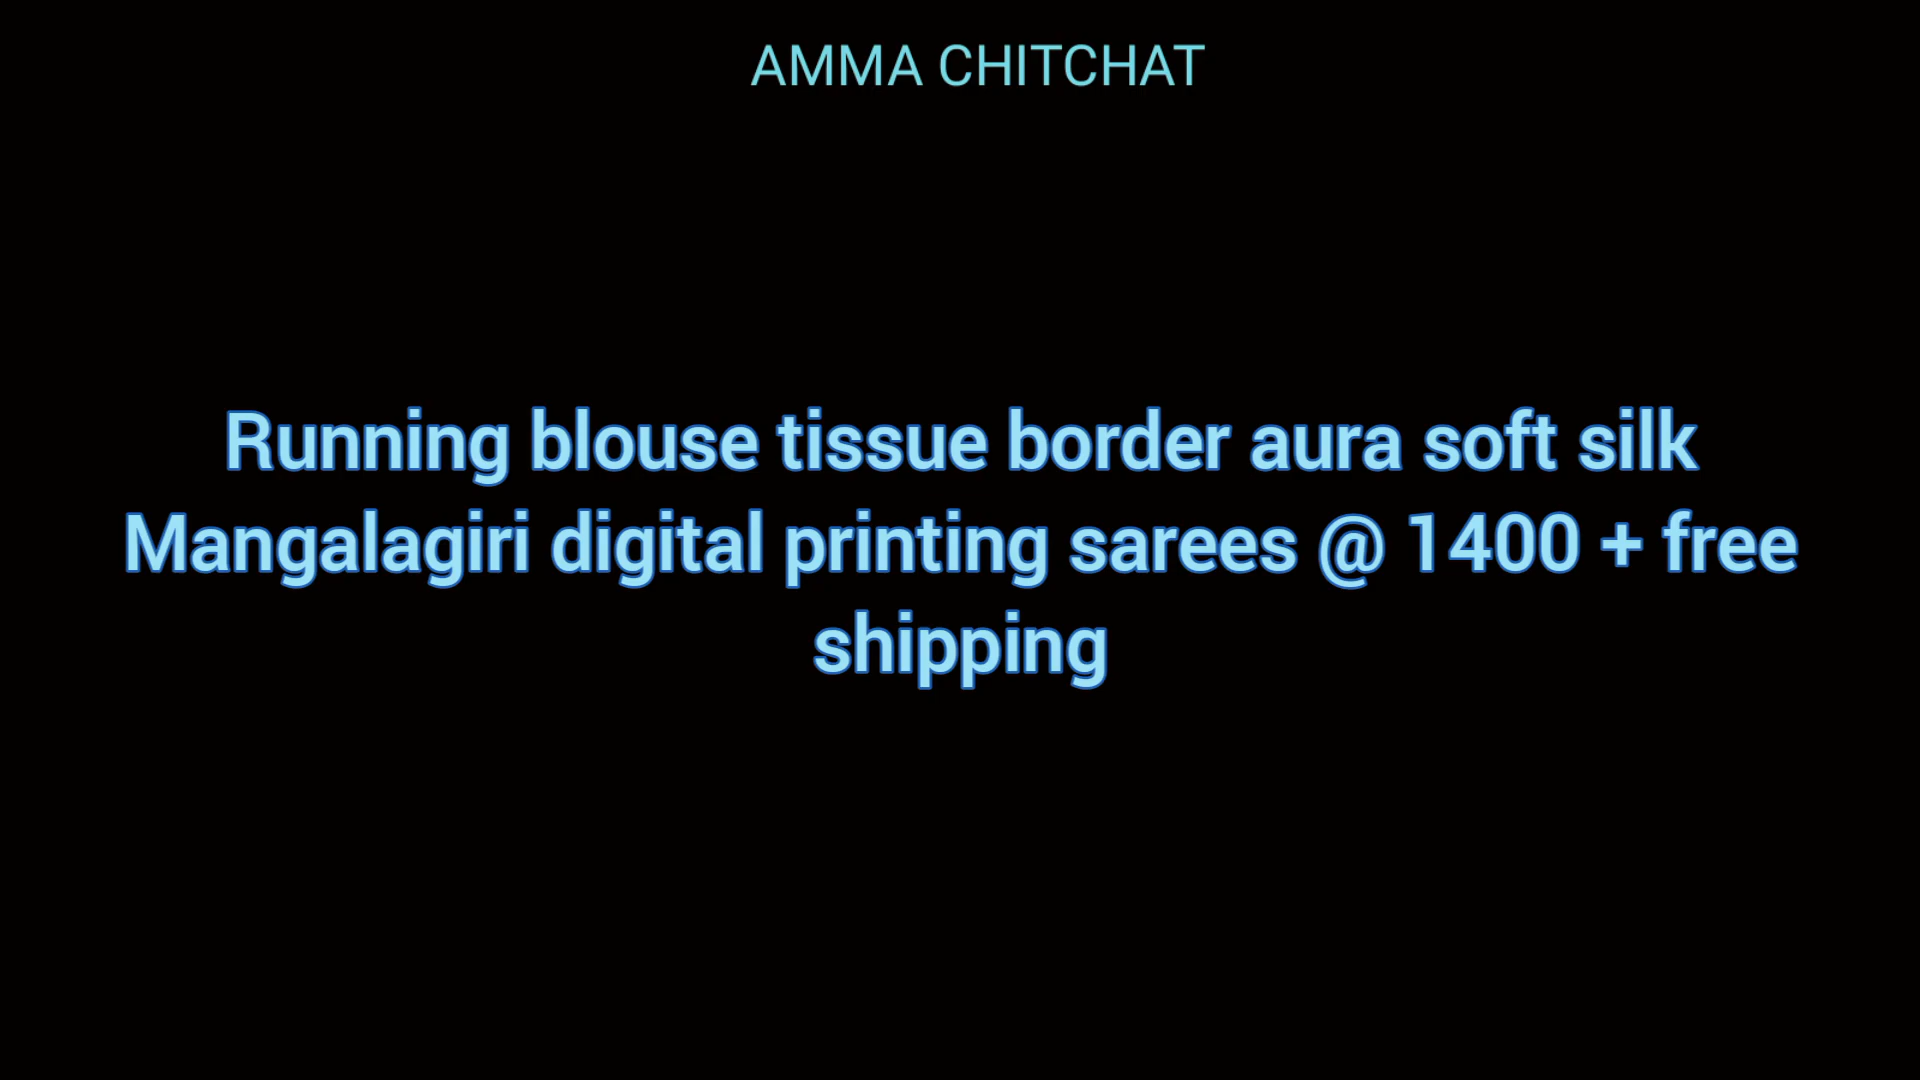 AMMA CHITCHAT
Running blouse tissue border aura soft silk
Mangalagiri digital printing sarees @ 1400 + free
shipping